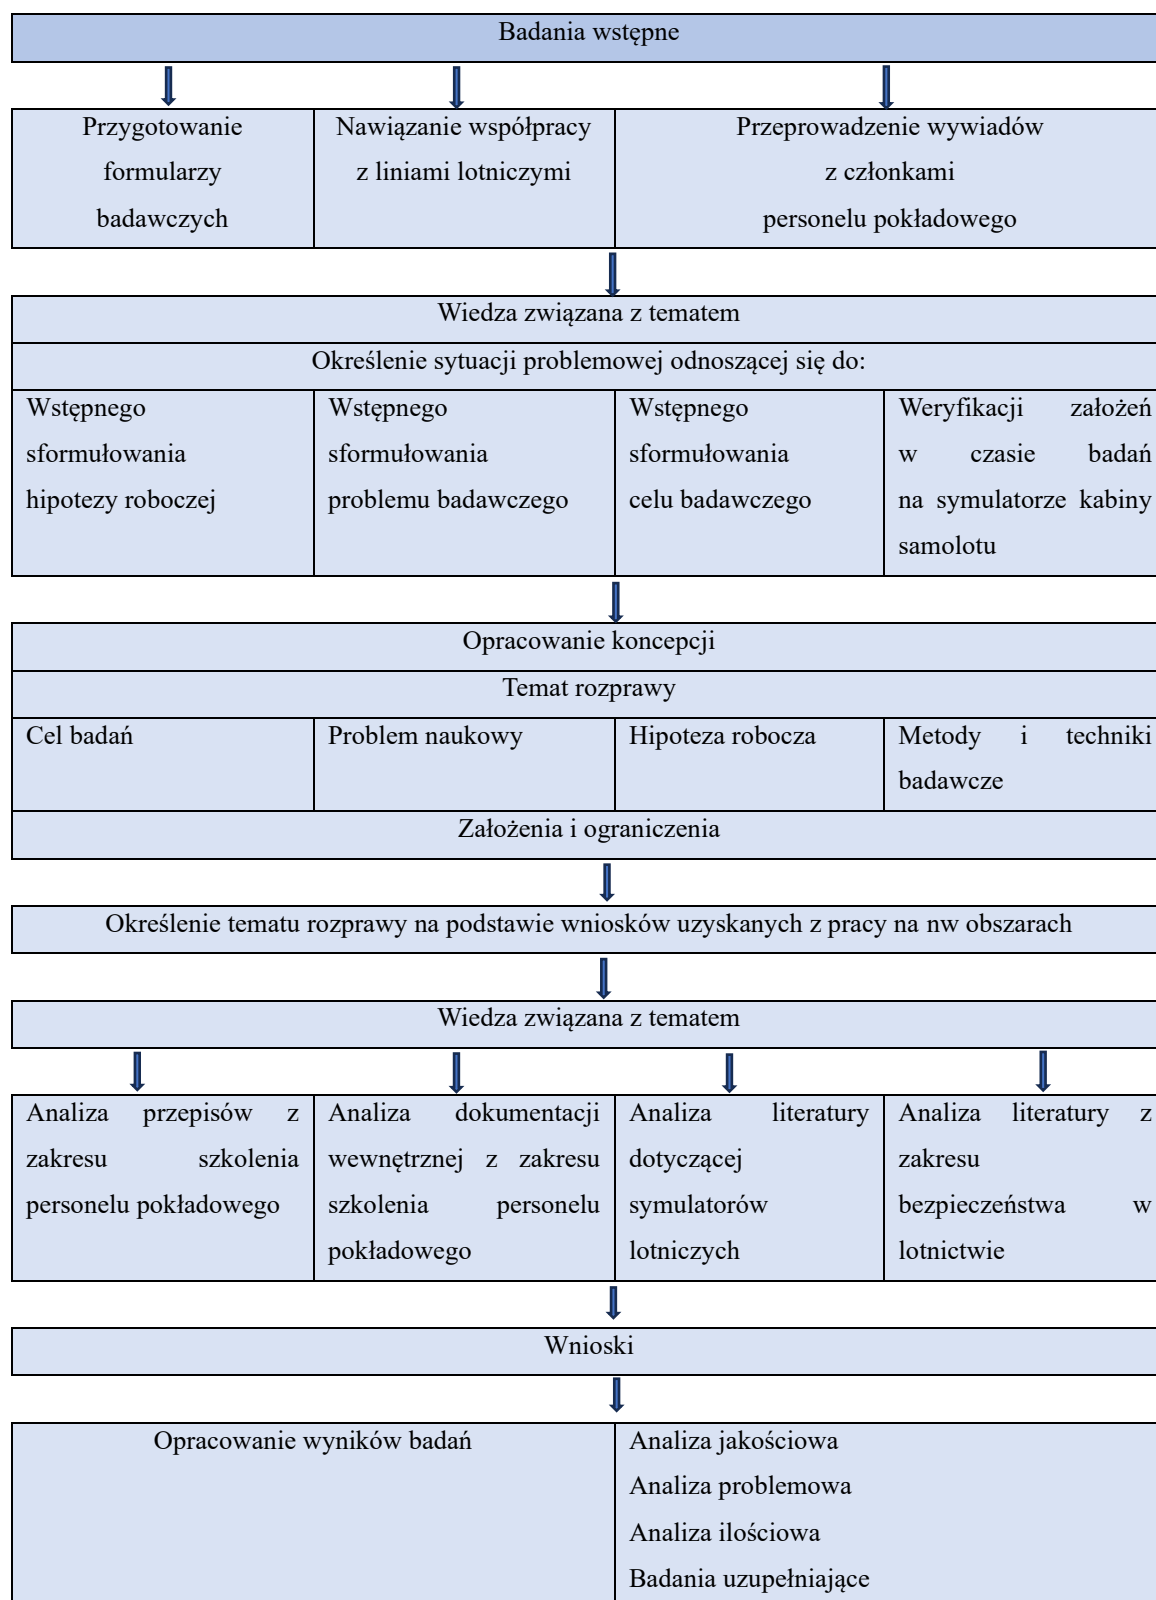 Badania wstępne
Przygotowanie
formularzy
badawczych
Nawiązanie współpracy
z liniami lotniczymi
Przeprowadzenie wywiadów
z członkami
personelu pokładowego
Wiedza związana z tematem
Określenie sytuacji problemowej odnoszącej się do:
Wstępnego
sformułowania
hipotezy roboczej
Wstępnego
sformułowania
problemu badawczego
Wstępnego
sformułowania
celu badawczego
Weryfikacji założeń
w czasie badań
na symulatorze kabiny
samolotu
Opracowanie koncepcji
Temat rozprawy
Cel badań
Problem naukowy
Hipoteza robocza
Metody i techniki
badawcze
Założenia i ograniczenia
Określenie tematu rozprawy na podstawie wniosków uzyskanych z pracy na nw obszarach
Wiedza związana z tematem
Analiza przepisów z
zakresu szkolenia
personelu pokładowego
Analiza dokumentacji
wewnętrznej z zakresu
szkolenia personelu
pokładowego
Analiza literatury
dotyczącej
symulatorów
lotniczych
Analiza literatury z
zakresu
bezpieczeństwa w
lotnictwie
Wnioski
Opracowanie wyników badań
Analiza jakościowa
Analiza problemowa
Analiza ilościowa
Badania uzupełniające